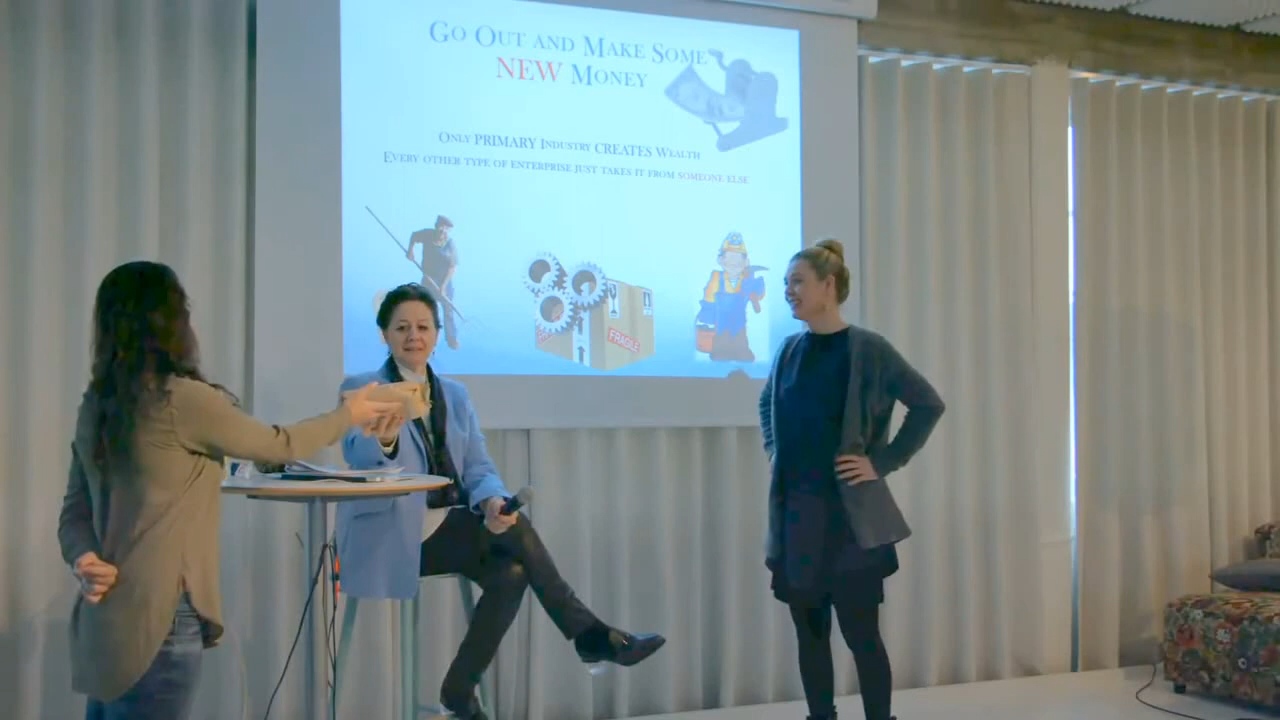 Go Out and Make Some
NEW Money
Only PRIMARY Industry CREATES Wealth
Every other type of enterprise just takes it from someone else
FRAGILE